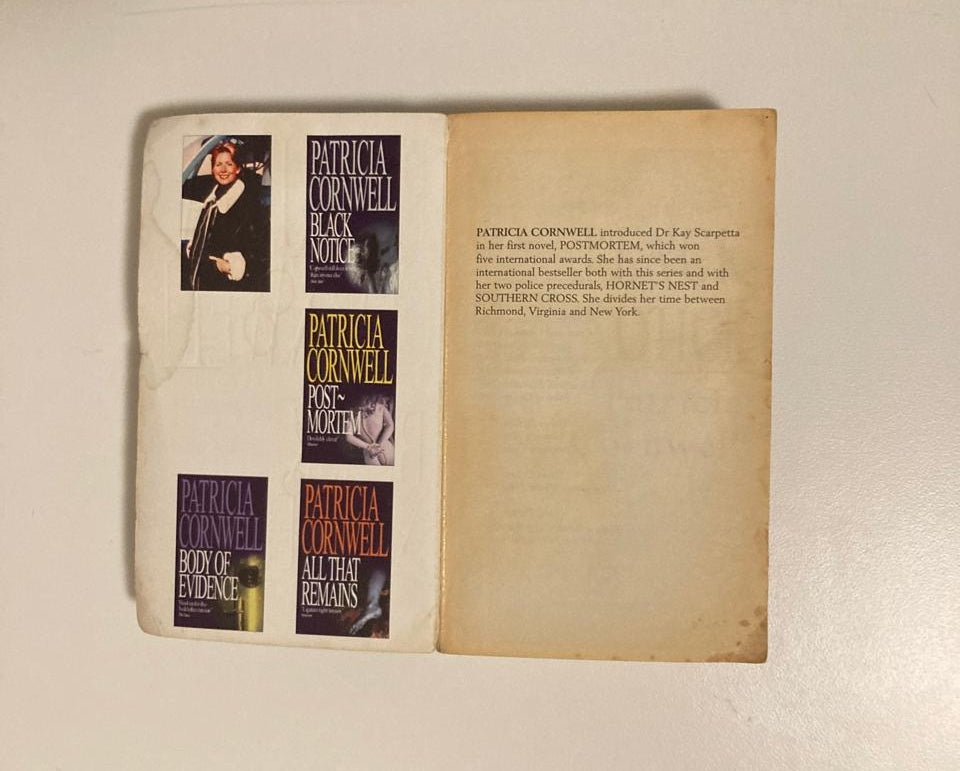 PATRICIA
CORNWELL
BLACK
NOTICE
PATRICIA
CORNWELL
POST~
MORTEM
PATRICIA
CORNWELL
BODY OF
EVIDENCE
PATRICIA
CORNWELL
ALL THAT
REMAINS
PATRICIA CORNWELL introduced Dr Kay Scarpetta
in her first novel, POSTMORTEM, which won
five international awards. She has since been an
international bestseller both with this series and with
her two police precedurals, HORNET'S NEST and
SOUTHERN CROSS. She divides her time between
Richmond, Virginia and New York.